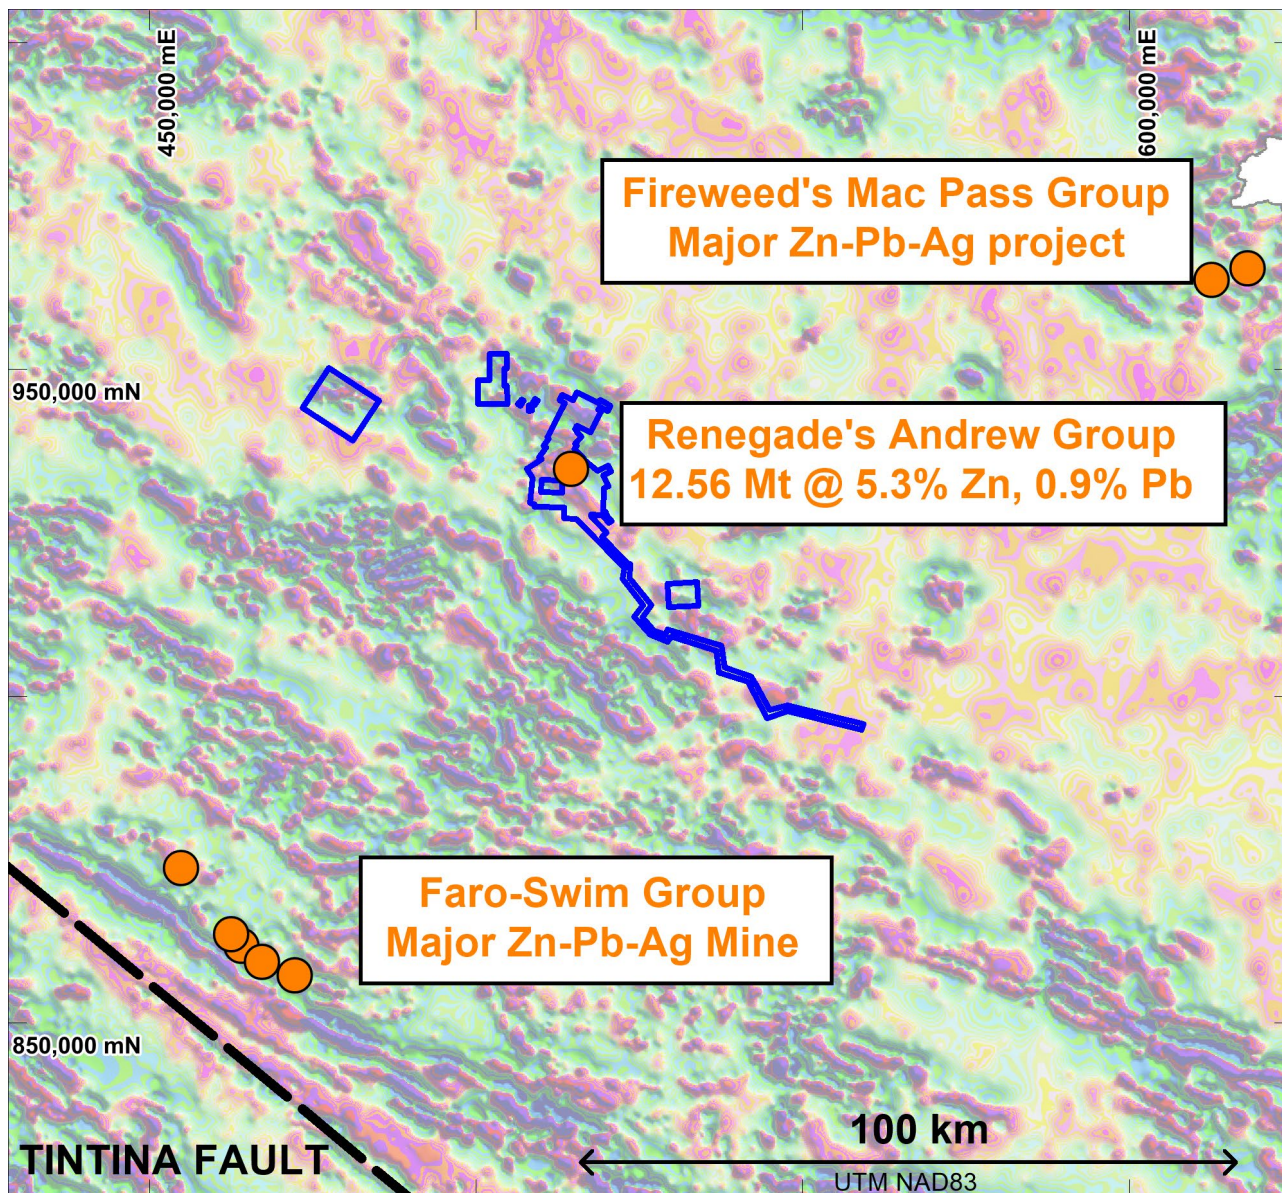 450,000 mE
600,000 mE
Fireweed's Mac Pass Group
Major Zn-Pb-Ag project
950,000 mN
Renegade's Andrew Group
12.56 Mt @ 5.3% Zn, 0.9% Pb
Faro-Swim Group
Major Zn-Pb-Ag Mine
850,000 mN
TINTINA FAULT
100 km
UTM NAD83